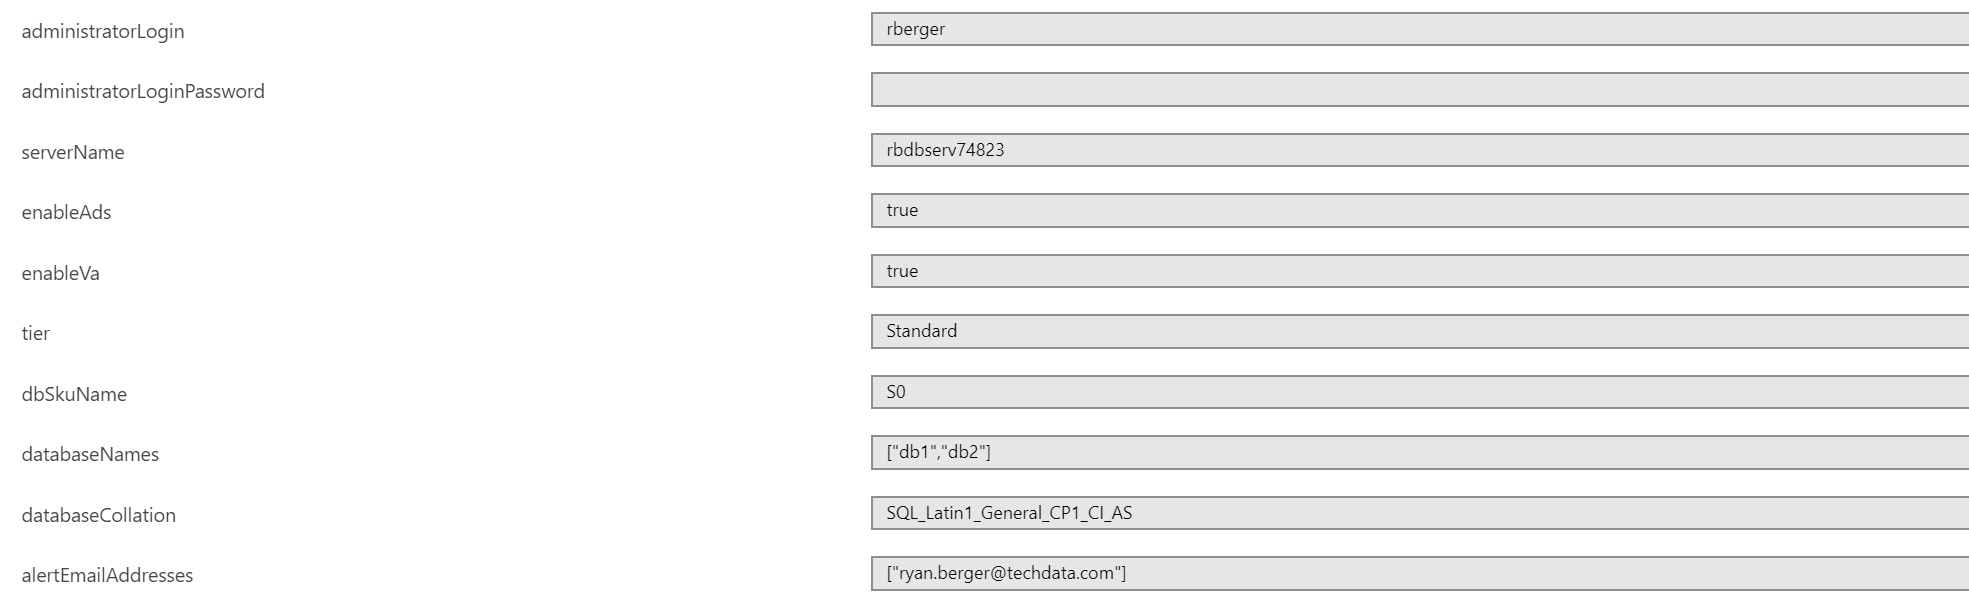 administratorLogin rberger
administratorLoginPassword
serverName rbdbserv74823
enableAds true
enableVa true
tier Standard
dbSkuName S0
databaseNames ["db1","db2"]
databaseCollation SQL_Latin1_General_CP1_CI_AS
alertEmailAddresses ["ryan.berger@techdata.com"]